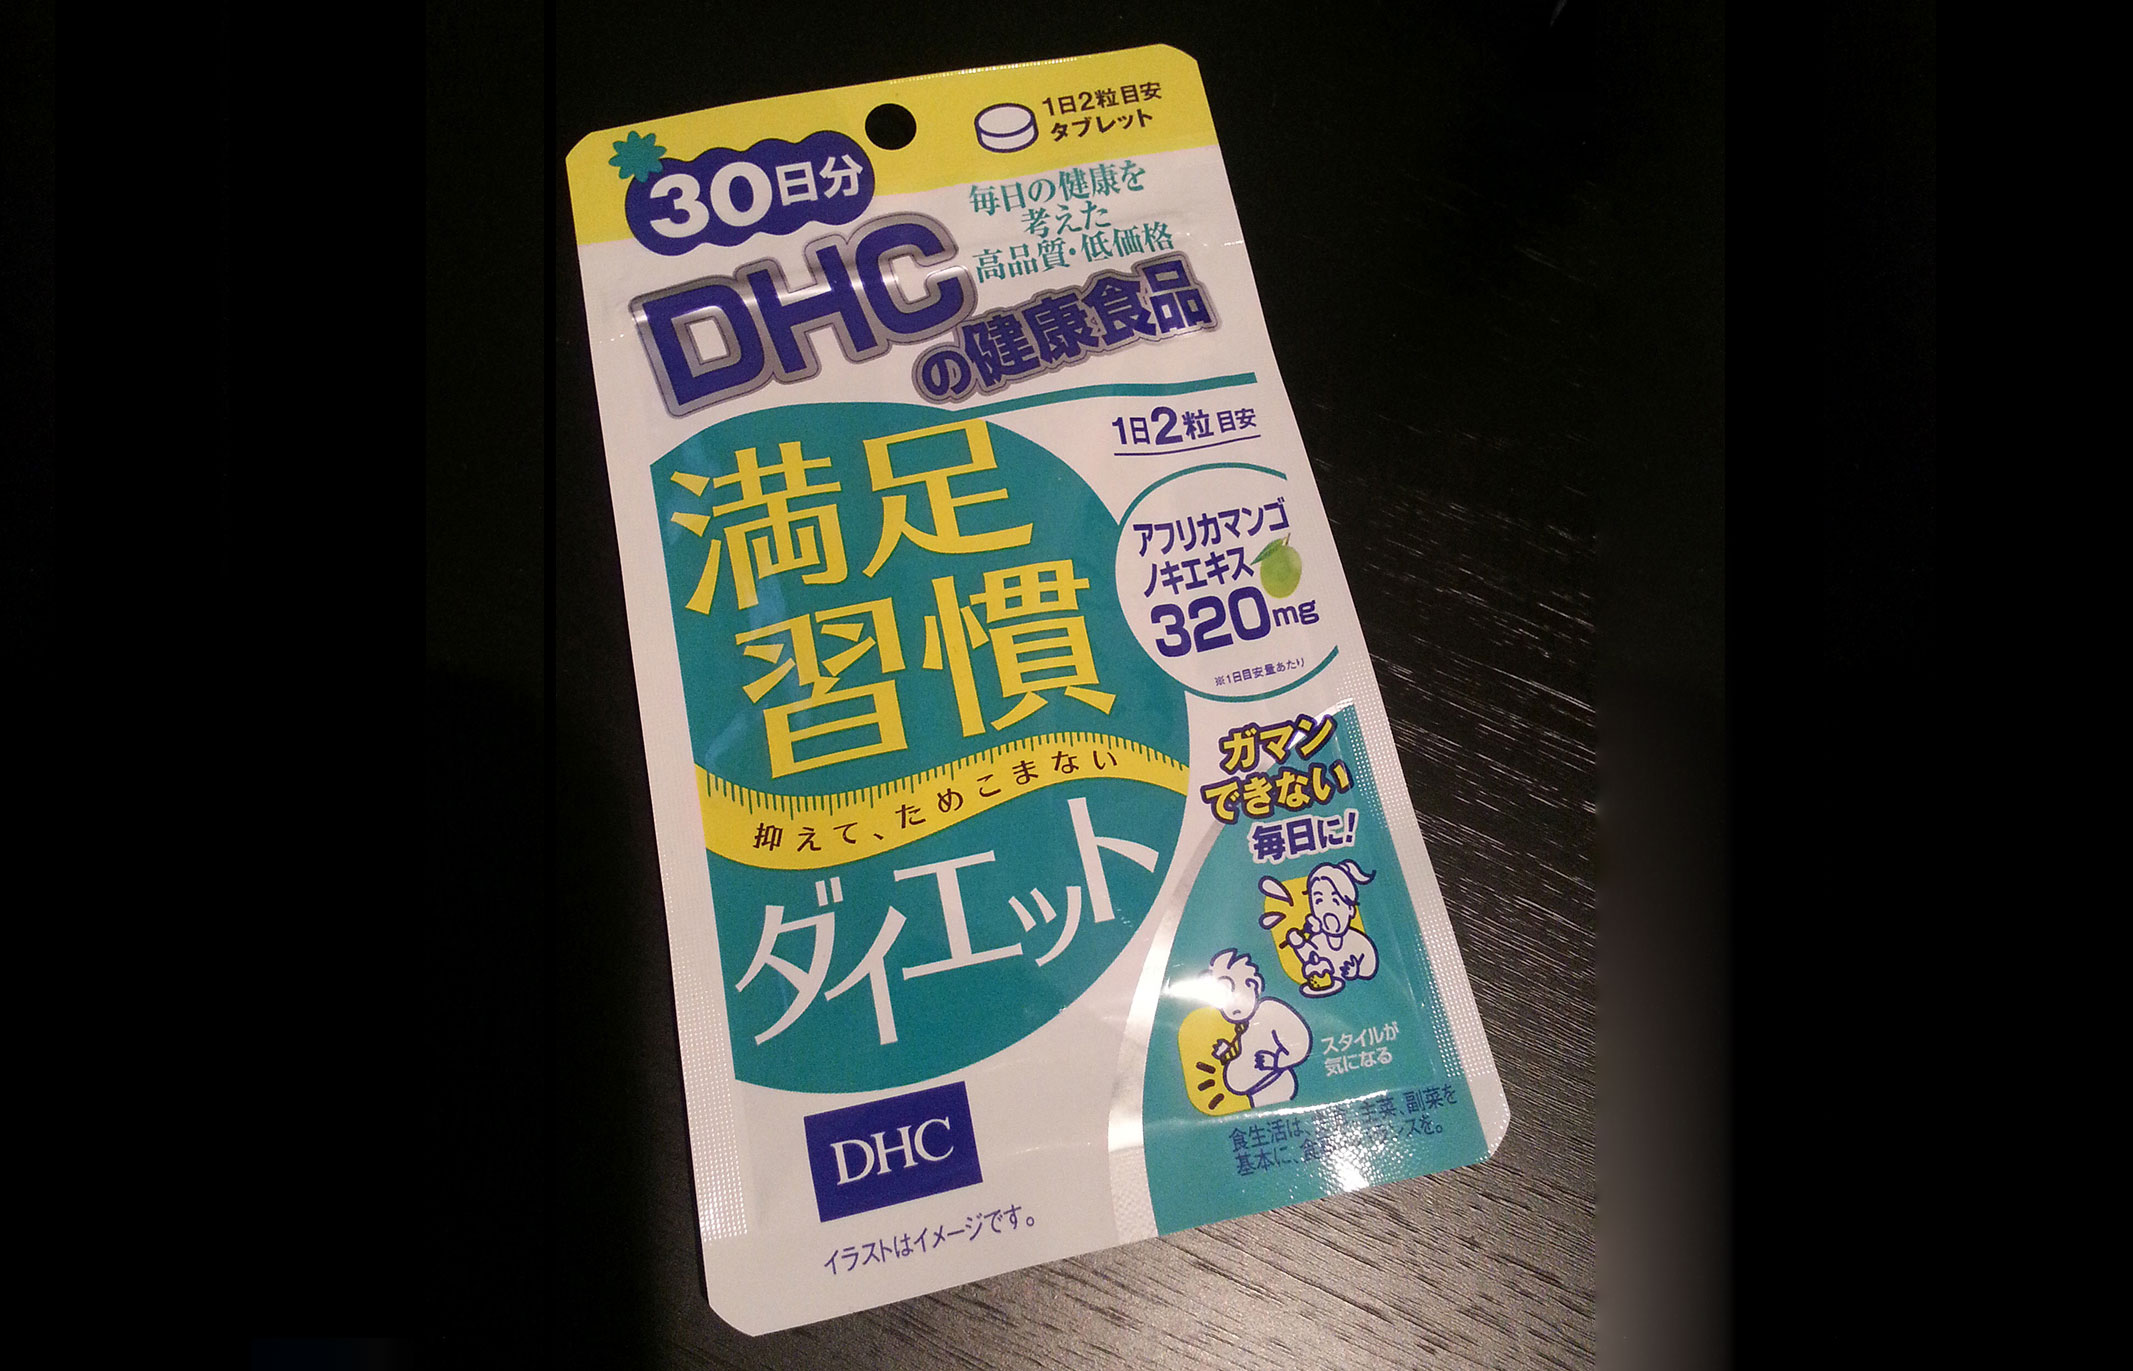 1日2粒目安
タブレット
30日分
毎日の健康を
考えた
高品質・低価格
DHC
の健康食品
1日2粒目安
満足
習慣
アフリカマンゴ
ノキエキス
320mg
※1日目安量あたり
抑えて、ためこまない
ダイエット
ガマン
できない
毎日に!
スタイルが
気になる
食生活は、主菜、副菜を
基本に、食
DHC
イラストはイメージです。